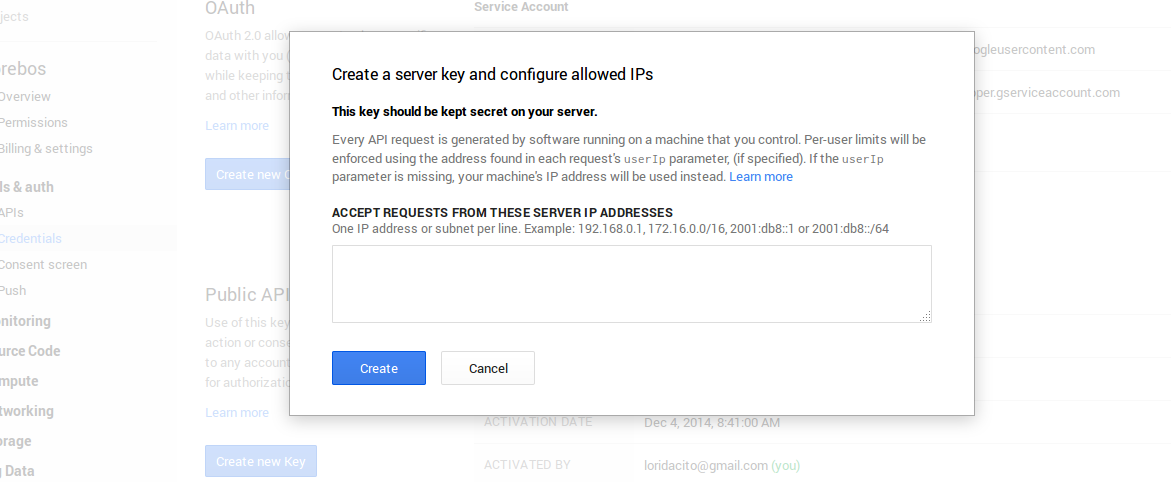 jects
OAuth
Service Account
OAuth 2.0 allow
data with you (
ogleusercontent.com
while keeping t
rebos
oper.gserviceaccount.com
and other infor
Overview
Learn more
Permissions
Billing & settings
Create new C
Is & auth
APIs
Credentials
Consent screen
Push
Public API
Use of this key
nitoring
action or conse
urce Code
to any account
mpute
for authorizatio
tworking
Learn more
orage
Create new Key
g Data
Create a server key and configure allowed IPs
This key should be kept secret on your server.
Every API request is generated by software running on a machine that you control. Per-user limits will be
enforced using the address found in each request's userIp parameter, (if specified). If the userIp
parameter is missing, your machine's IP address will be used instead. Learn more
ACCEPT REQUESTS FROM THESE SERVER IP ADDRESSES
One IP address or subnet per line. Example: 192.168.0.1, 172.16.0.0/16, 2001:db8::1 or 2001:db8::/64
Create Cancel
ACTIVATION DATE Dec 4, 2014, 8:41:00 AM
ACTIVATED BY loridacito@gmail.com (you)